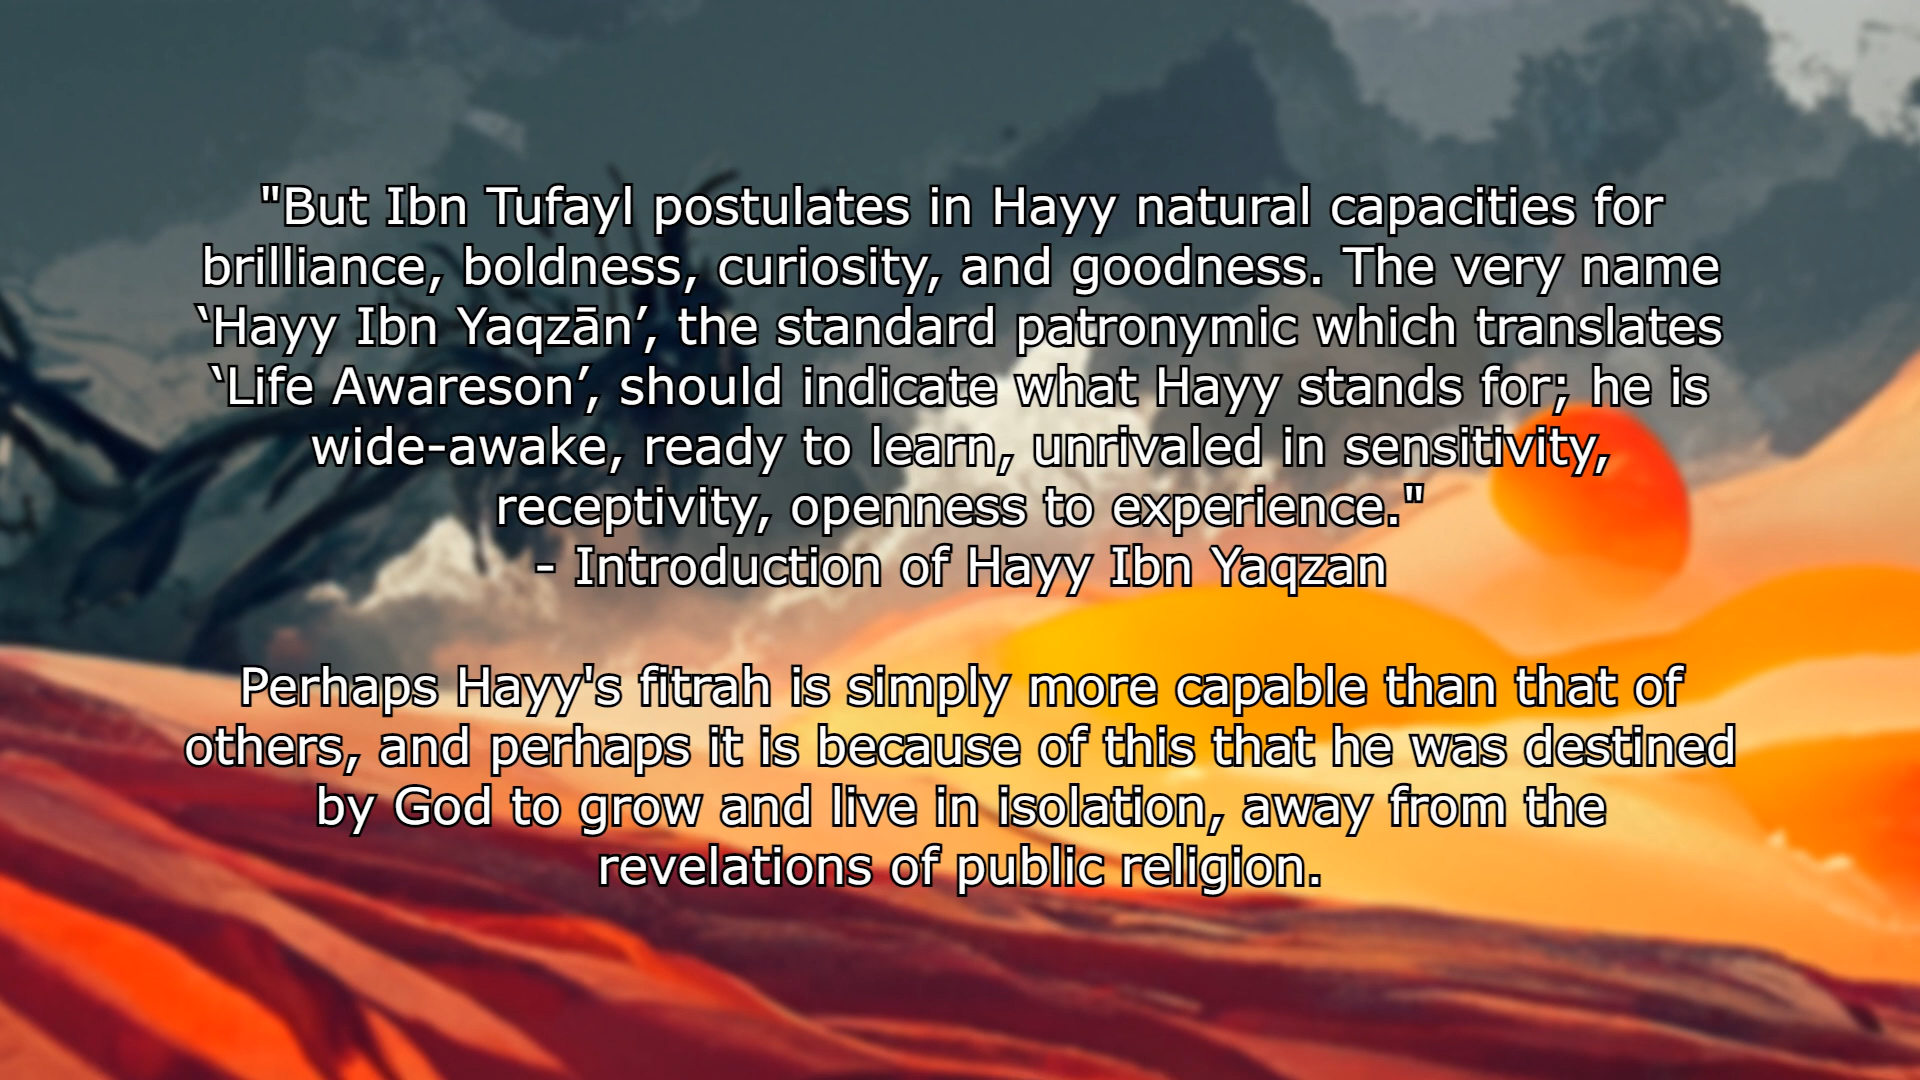 "But Ibn Tufayl postulates in Hayy natural capacities for
brilliance, boldness, curiosity, and goodness. The very name
‘Hayy Ibn Yaqzān’, the standard patronymic which translates
‘Life Awareson’, should indicate what Hayy stands for; he is
wide-awake, ready to learn, unrivaled in sensitivity,
receptivity, openness to experience."
- Introduction of Hayy Ibn Yaqzan
Perhaps Hayy's fitrah is simply more capable than that of
others, and perhaps it is because of this that he was destined
by God to grow and live in isolation, away from the
revelations of public religion.